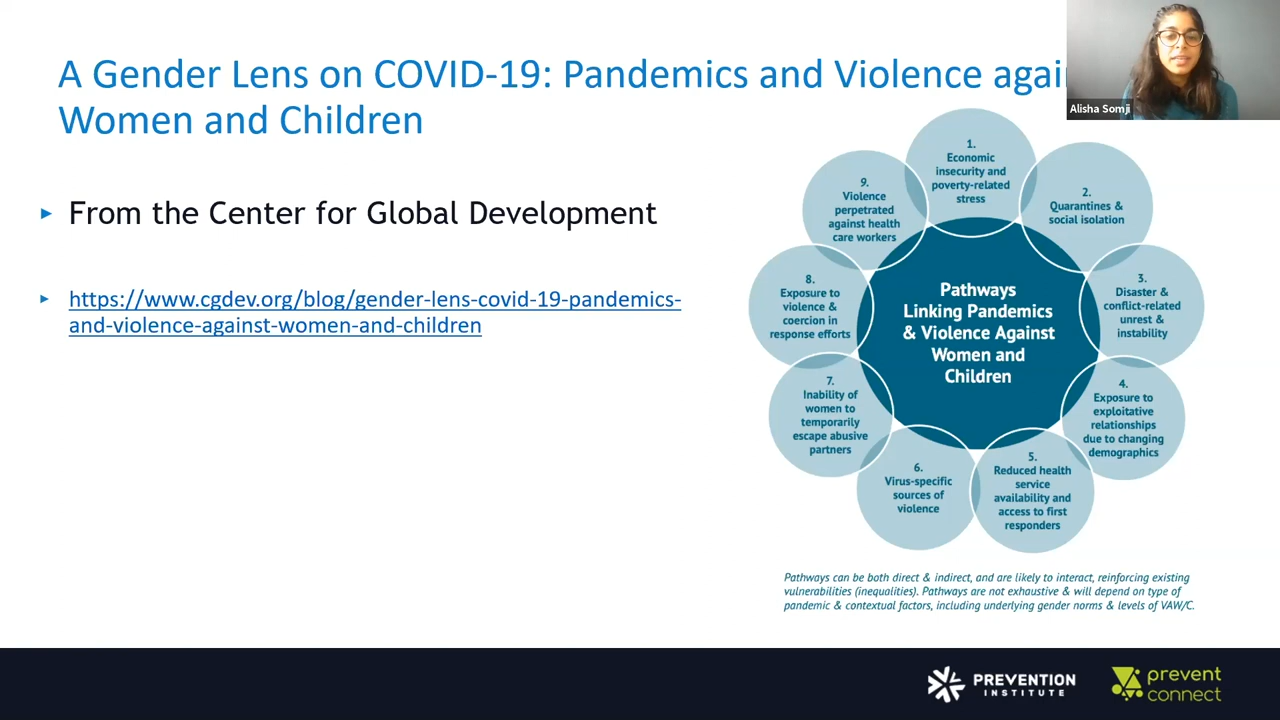 A Gender Lens on COVID-19: Pandemics and Violence agai
Women and Children
Alisha Somji
From the Center for Global Development
https://www.cgdev.org/blog/gender-lens-covid-19-pandemics-
and-violence-against-women-and-children
Pathways
Linking Pandemics
& Violence Against
Women and
Children
1.
Economic
insecurity and
poverty-related
stress
2.
Quarantines &
social isolation
3.
Disaster &
conflict-related
unrest &
instability
4.
Exposure to
exploitative
relationships
due to changing
demographics
5.
Reduced health
service
availability and
access to first
responders
6.
Virus-specific
sources of
violence
7.
Inability of
women to
temporarily
escape abusive
partners
8.
Exposure to
violence &
coercion in
response efforts
9.
Violence
perpetrated
against health
care workers
Pathways can be both direct & indirect, and are likely to interact, reinforcing existing
vulnerabilities (inequalities). Pathways are not exhaustive & will depend on type of
pandemic & contextual factors, including underlying gender norms & levels of VAW/C.
PREVENTION
INSTITUTE
prevent
connect